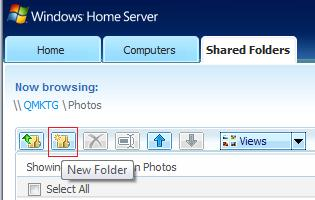 Windows Home Server
Home Computers Shared Folders
Now browsing:
\\ QMKTG \ Photos
Views
Showin n Photos
New Folder
Select All